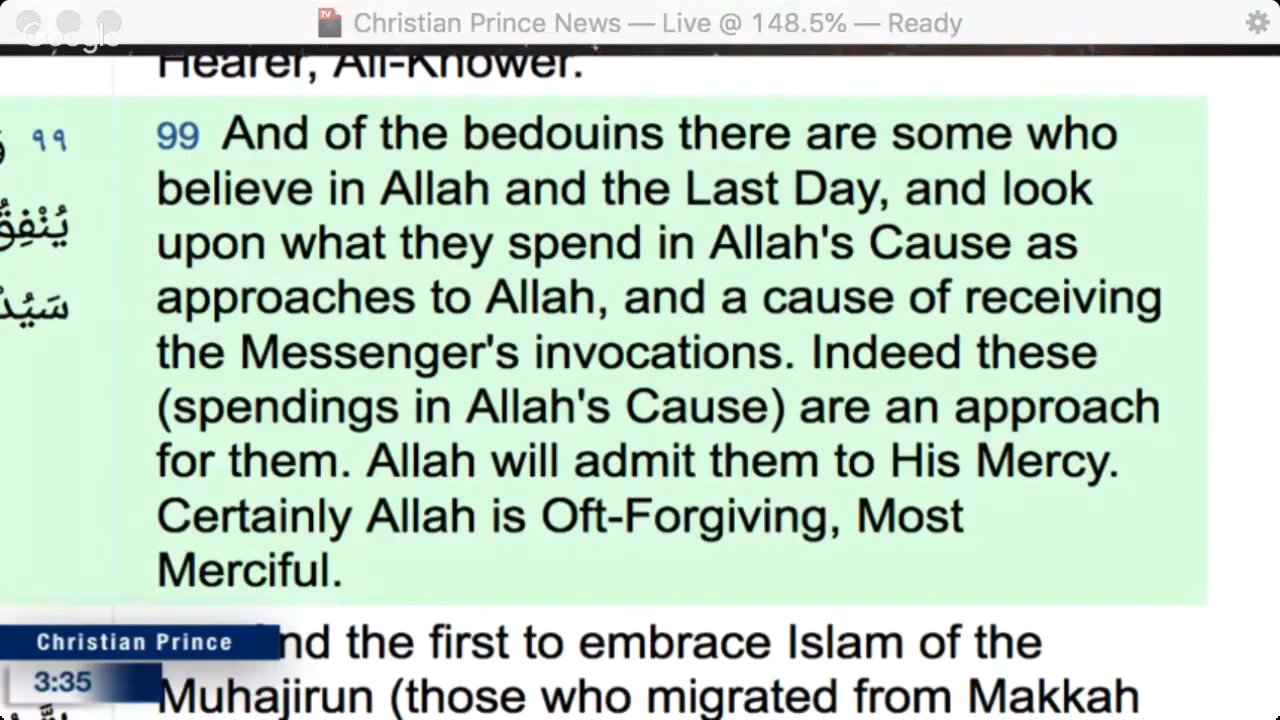 Christian Prince News — Live @ 148.5% — Ready
Google
Hearer, All-Knower.
٩٩
99 And of the bedouins there are some who
believe in Allah and the Last Day, and look
upon what they spend in Allah's Cause as
approaches to Allah, and a cause of receiving
the Messenger's invocations. Indeed these
(spendings in Allah's Cause) are an approach
for them. Allah will admit them to His Mercy.
Certainly Allah is Oft-Forgiving, Most
Merciful.
Christian Prince
nd the first to embrace Islam of the
3:35
Muhajirun (those who migrated from Makkah